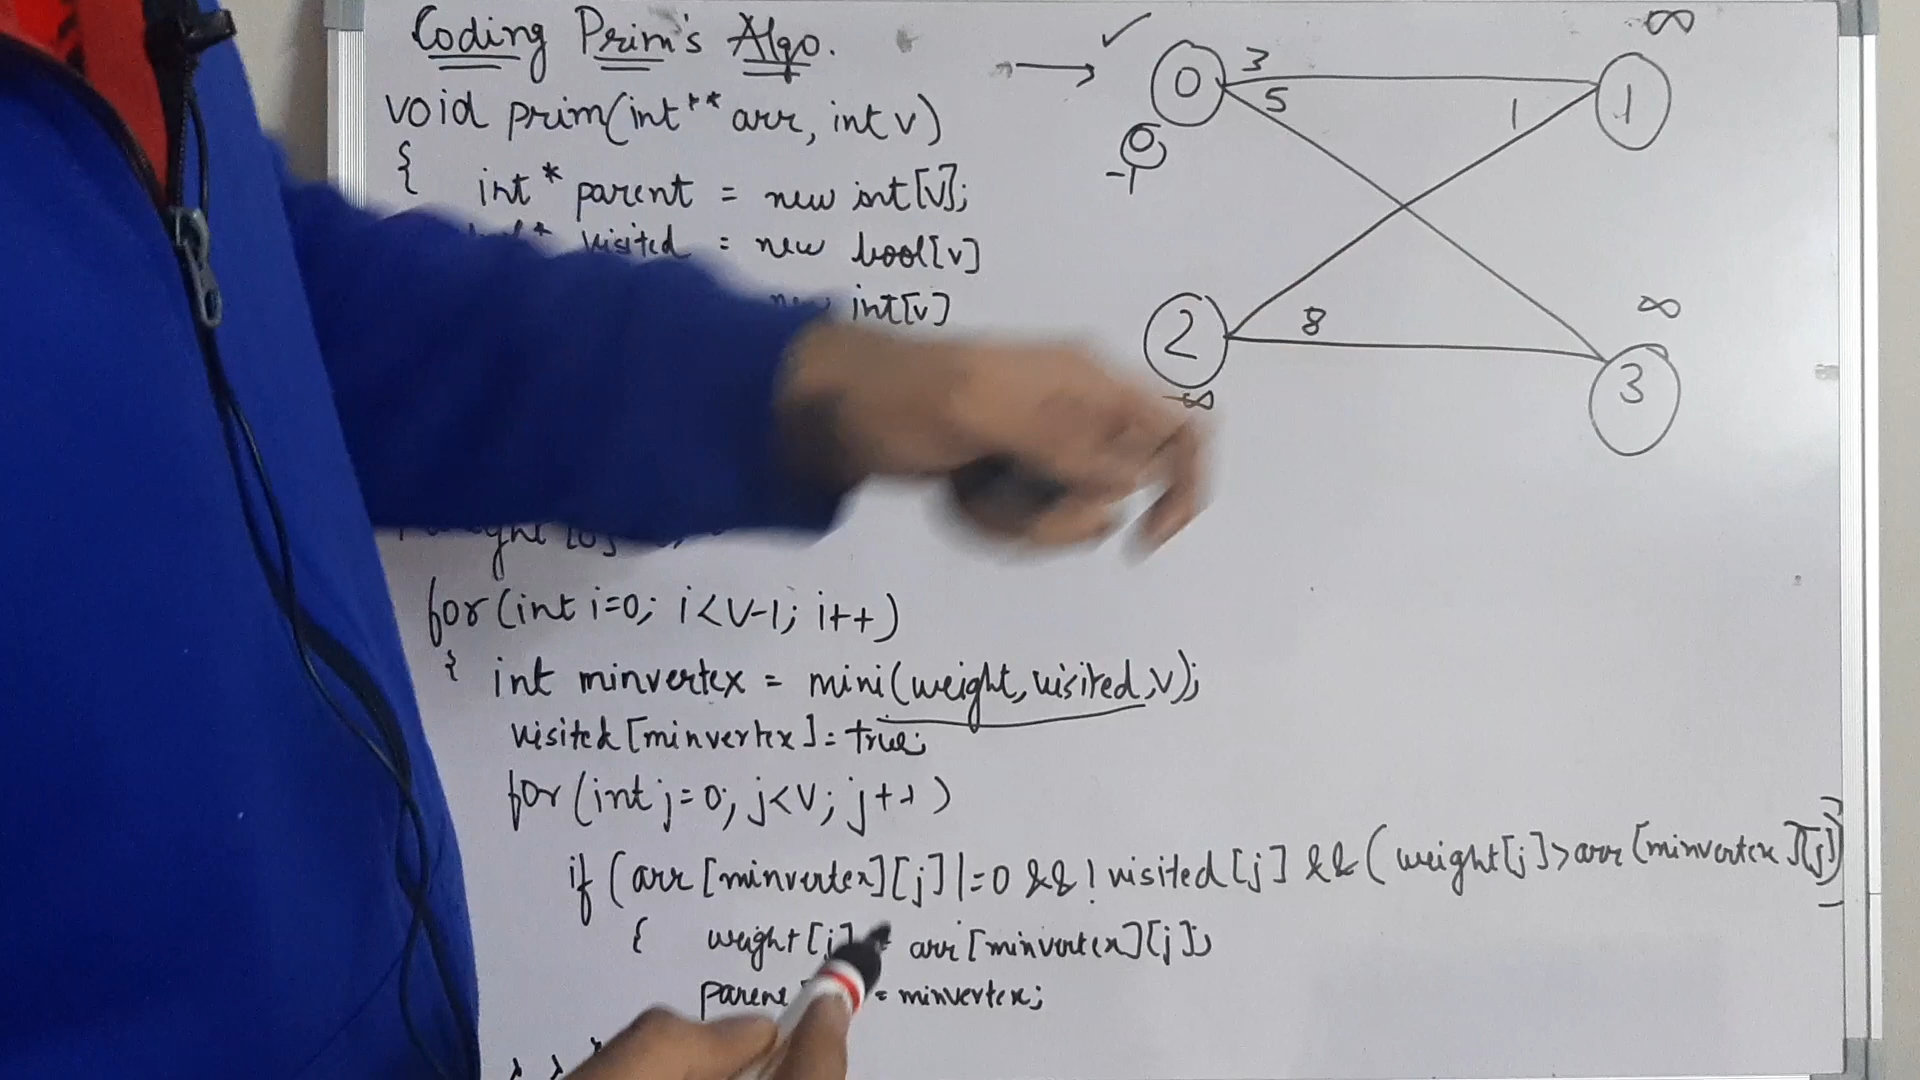 Coding Prim's Algo.
void prim(int** arr, int v)
{ int* parent = new int[v];
visited = new bool[v]
new int[v]
for(int i=0; i<v-1; i++)
{ int minvertex = mini(weight, visited, v);
visited[minvertex] = true;
for(int j=0; j<v; j++)
if (arr[minvertex][j] != 0 && !visited[j] && (weight[j] > arr[minvertex][j])
{ weight[j] = arr[minvertex][j];
= minvertex;
} }
✓ ∞
→ 0 3 1
5 1
0
-1
∞
2 8
3
∞